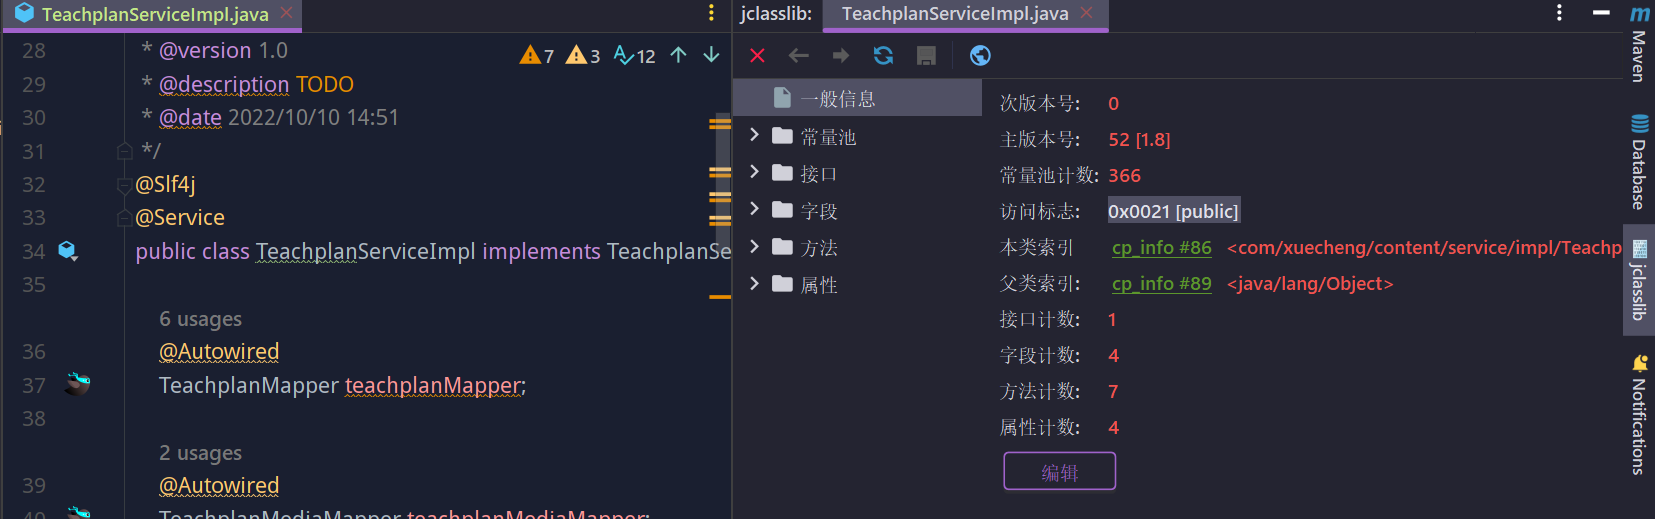 TeachplanServiceImpl.java
28 * @version 1.0
7 3 12
29 * @description TODO
30 * @date 2022/10/10 14:51
31 */
32 @Slf4j
33 @Service
34 public class TeachplanServiceImpl implements TeachplanSe
35
6 usages
36 @Autowired
37 TeachplanMapper teachplanMapper;
38
2 usages
39 @Autowired
40 TeachplanMediaMapper teachplanMediaMapper;
jclasslib: TeachplanServiceImpl.java
一般信息
常量池
接口
字段
方法
属性
次版本号: 0
主版本号: 52 [1.8]
常量池计数: 366
访问标志: 0x0021 [public]
本类索引 cp_info #86 <com/xuecheng/content/service/impl/Teachp
父类索引: cp_info #89 <java/lang/Object>
接口计数: 1
字段计数: 4
方法计数: 7
属性计数: 4
编辑
m Maven
Database
jclasslib
Notifications